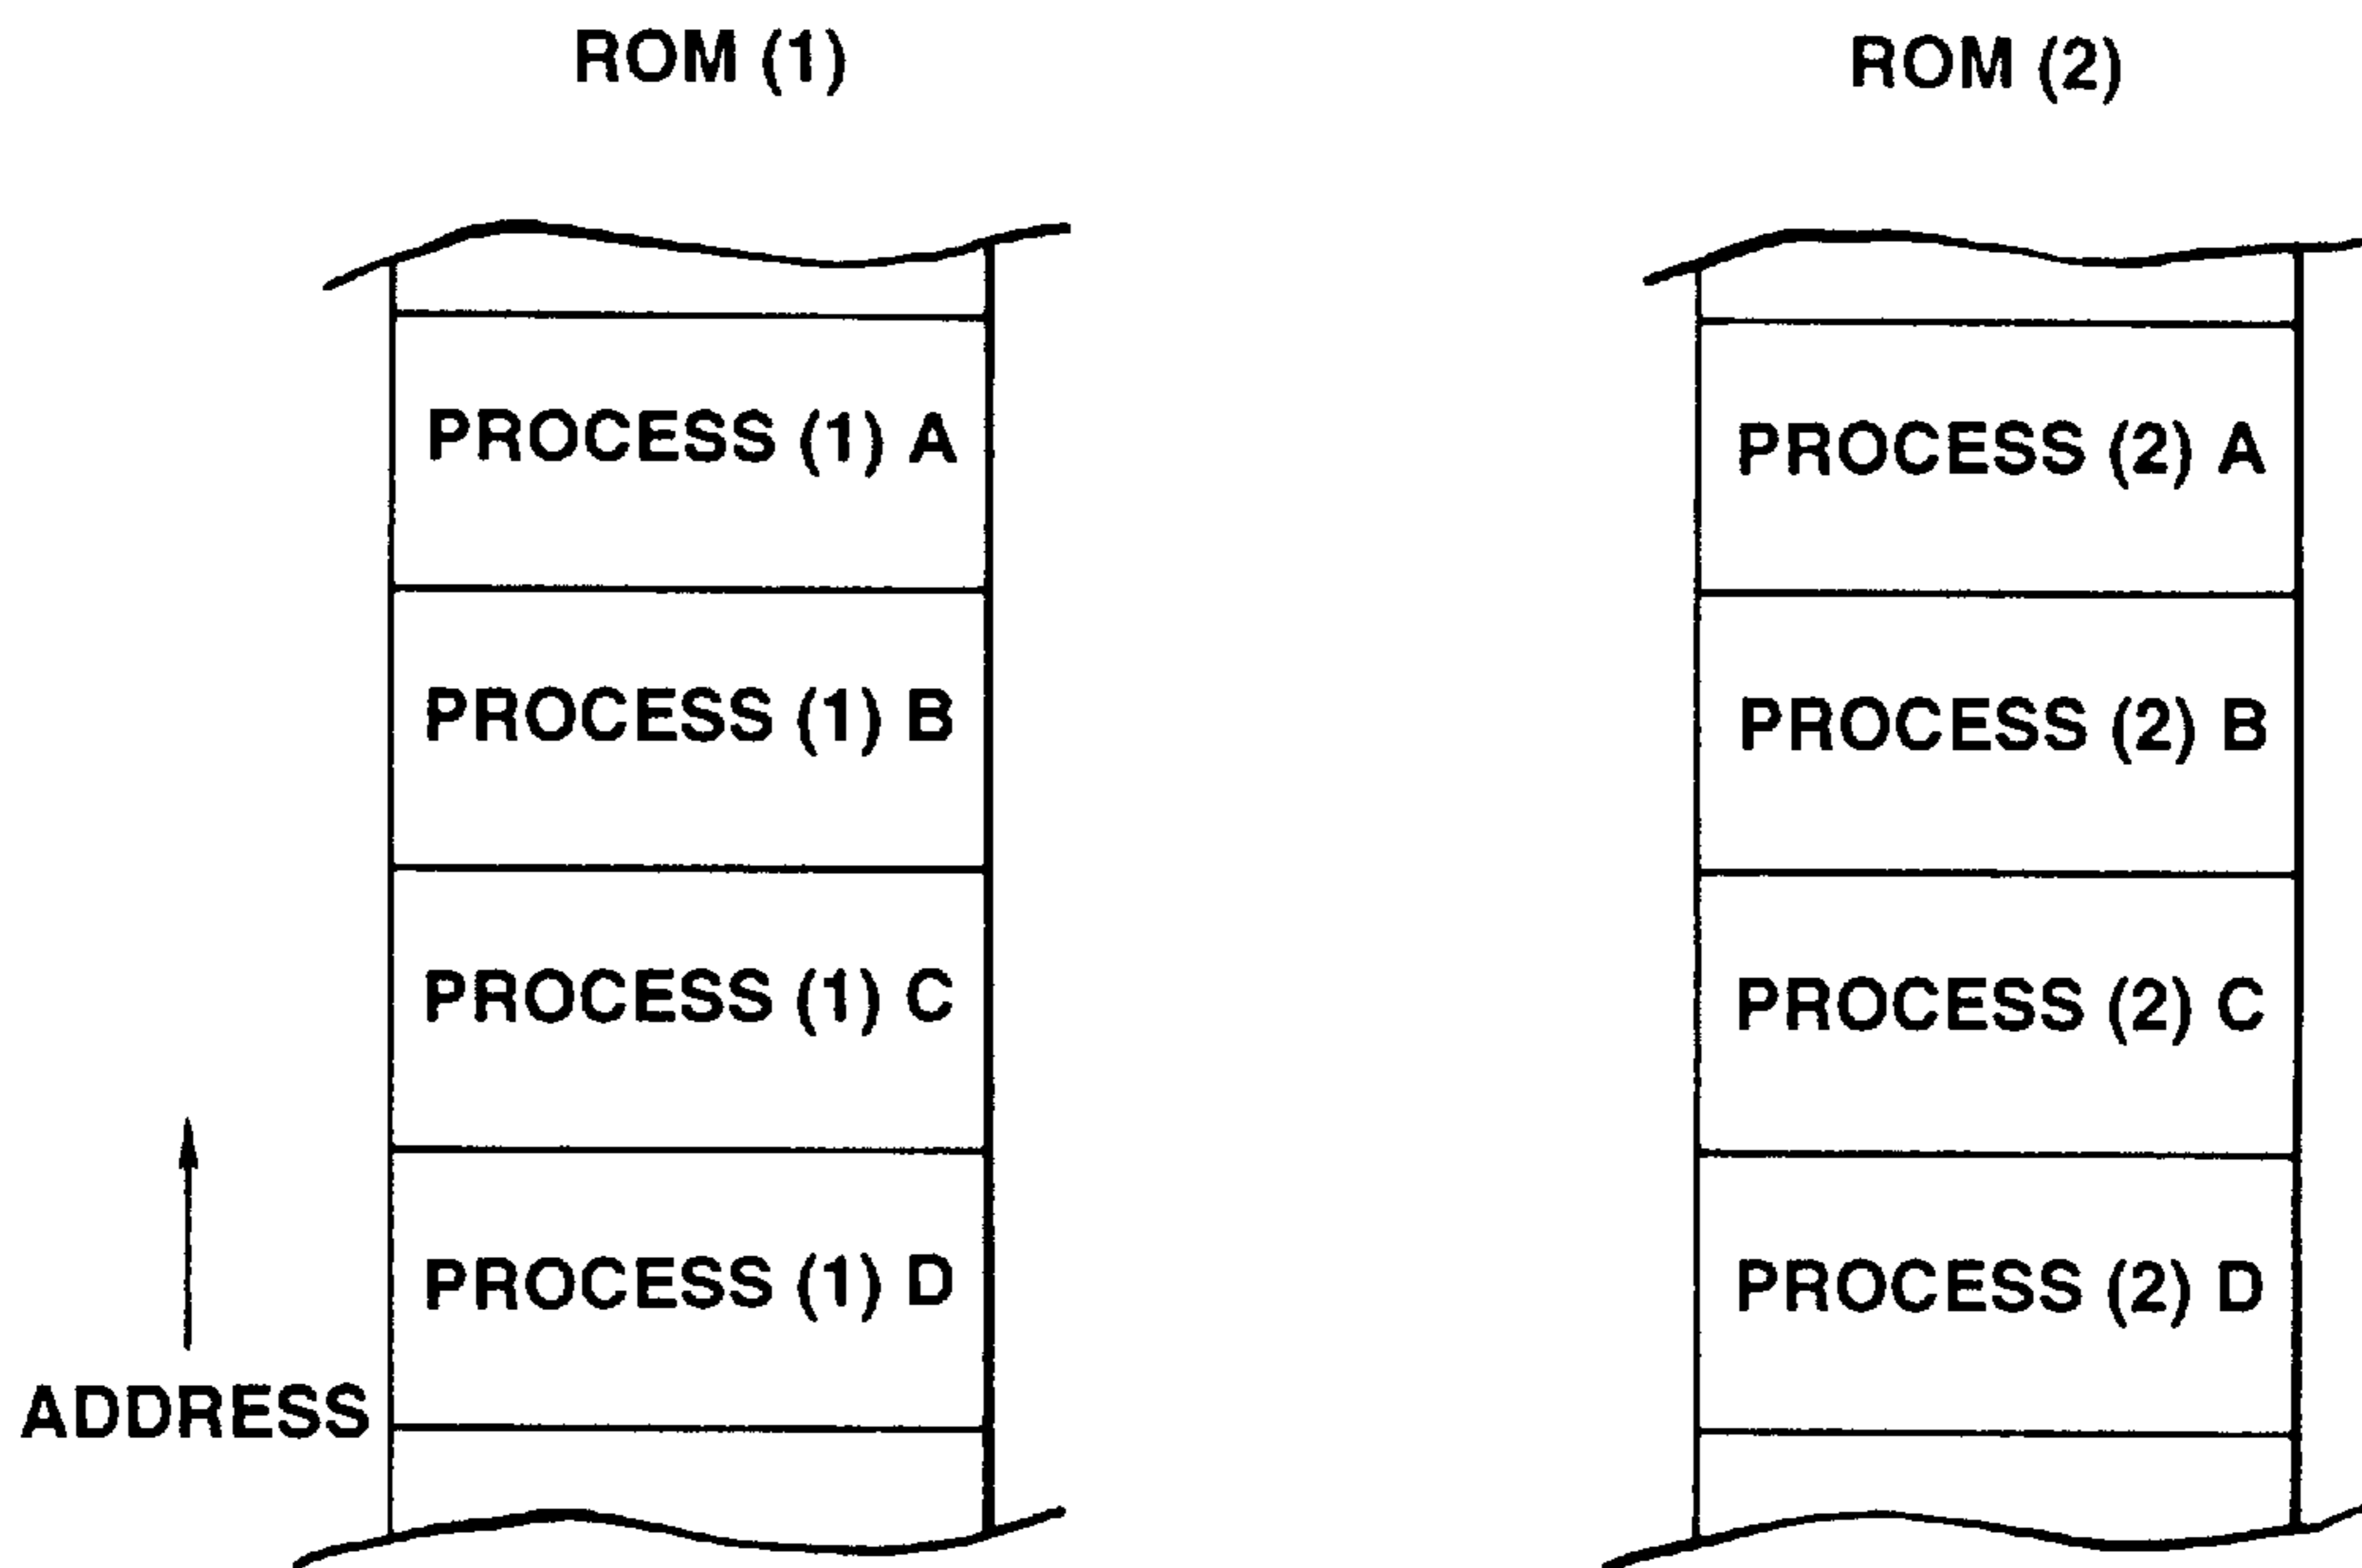 ROM (1)
PROCESS (1) A
PROCESS (1) B
PROCESS (1) C
PROCESS (1) D
ADDRESS
ROM (2)
PROCESS (2) A
PROCESS (2) B
PROCESS (2) C
PROCESS (2) D